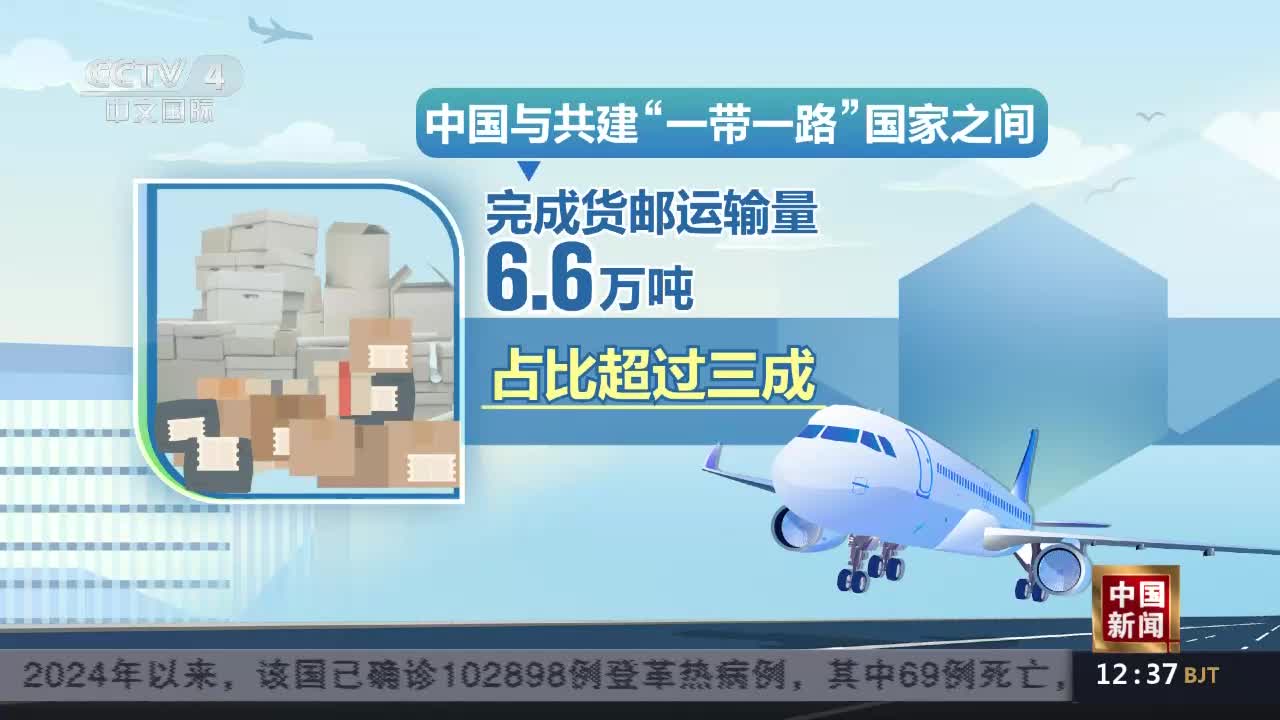 CCTV 4
中文国际
中国与共建“一带一路”国家之间
完成货邮运输量
6.6万吨
占比超过三成
中国
新闻
2024年以来，该国已确诊102898例登革热病例，其中69例死亡，
12:37 BJT